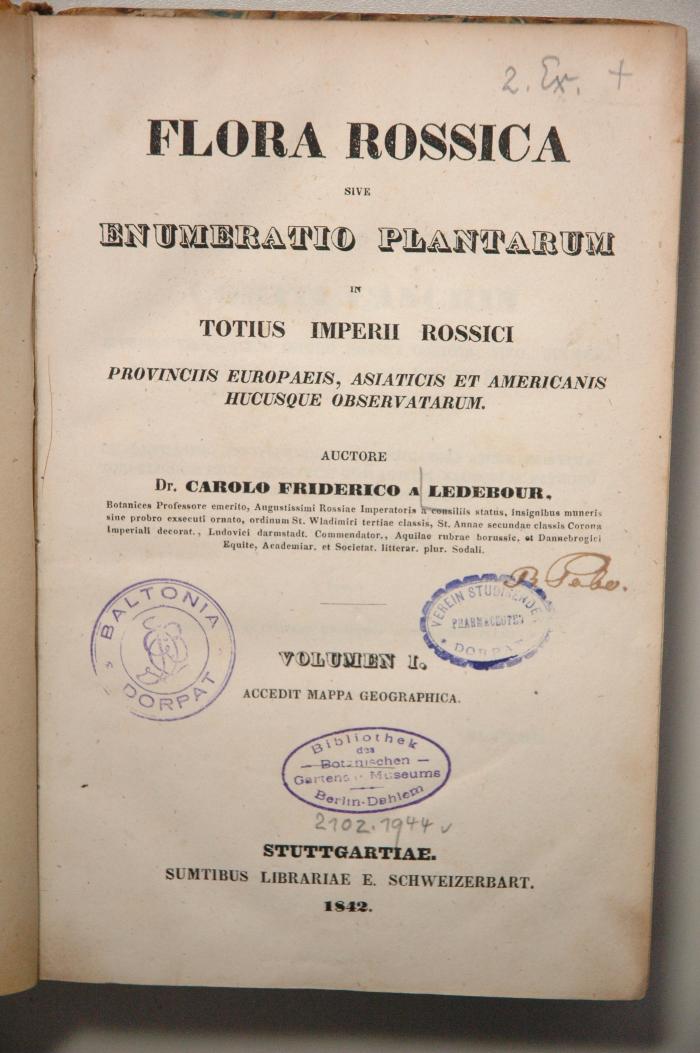 2. Ex. +
FLORA ROSSICA
SIVE
ENUMERATIO PLANTARUM
IN
TOTIUS IMPERII ROSSICI
PROVINCIIS EUROPAEIS, ASIATICIS ET AMERICANIS
HUCUSQUE OBSERVATARUM.
AUCTORE
Dr. CAROLO FRIDERICO A LEDEBOUR,
Botanices Professore emerito, Augustissimi Rossiae Imperatoris a consiliis status, insignibus muneris
sine probro exsecuti ornato, ordinum St. Wladimiri tertiae classis, St. Annae secundae classis Corona
Imperiali decorat., Ludovici darmstadt. Commendator., Aquilae rubrae borussic. et Dannebrogici
Equite, Academiar. et Societat. litterar. plur. Sodali.
BALTONIA
DORPAT
VEREIN STUDIRENDER
PHARMACEUTEN
DORPAT
VOLUMEN I.
ACCEDIT MAPPA GEOGRAPHICA.
Bibliothek
des
Botanischen
Gartens u. Museums
Berlin-Dahlem
2102.1944
STUTTGARTIAE.
SUMTIBUS LIBRARIAE E. SCHWEIZERBART.
1842.